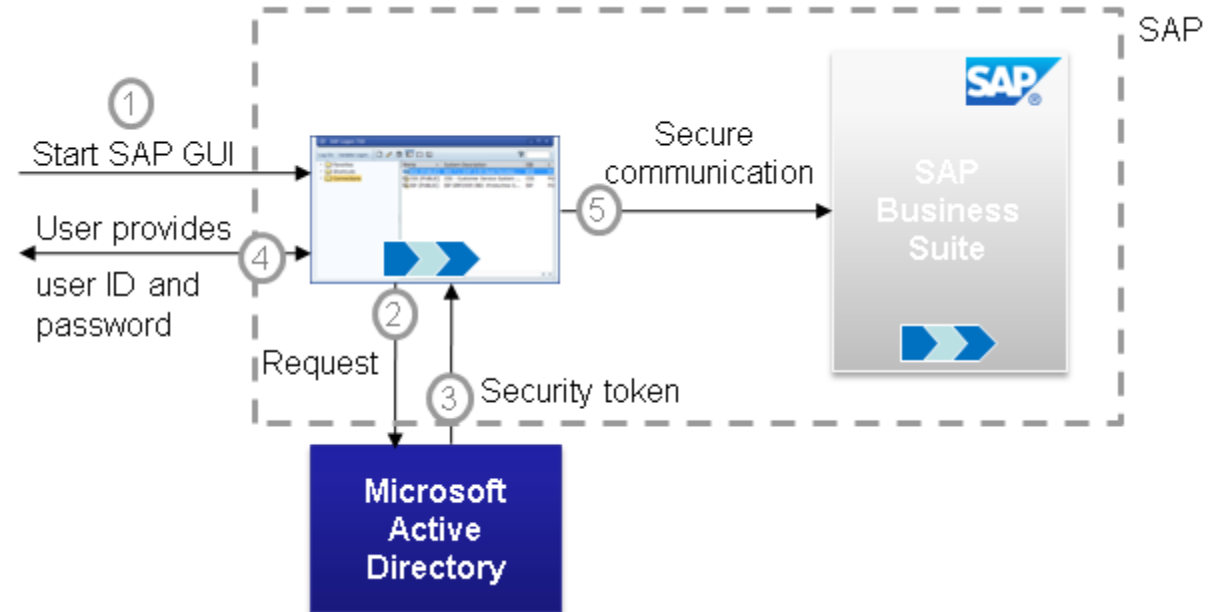 SAP
SAP
1
Start SAP GUI
Secure
communication
SAP
Business
Suite
5
User provides
4
user ID and
password
2
Request
3
Security token
Microsoft
Active
Directory